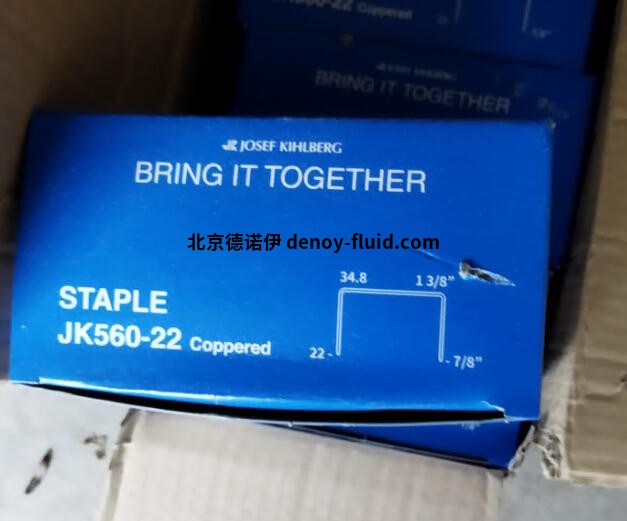 JK560-22 Coppered
JOSEF KIHLBERG
BRING IT TOGETHER
JK JOSEF KIHLBERG
BRING IT TOGETHER
北京德诺伊 denoy-fluid.com
34.8 1 3/8"
STAPLE
JK560-22 Coppered
22 - - 7/8"